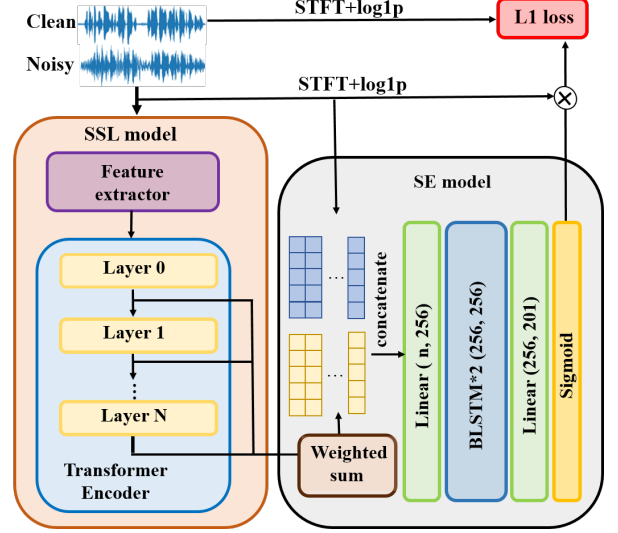 Clean
STFT+log1p
L1 loss
Noisy
STFT+log1p
SSL model
Feature
extractor
Layer 0
Layer 1
Layer N
Transformer
Encoder
SE model
concatenate
Weighted
sum
Linear ( n, 256)
BLSTM*2 (256, 256)
Linear (256, 201)
Sigmoid